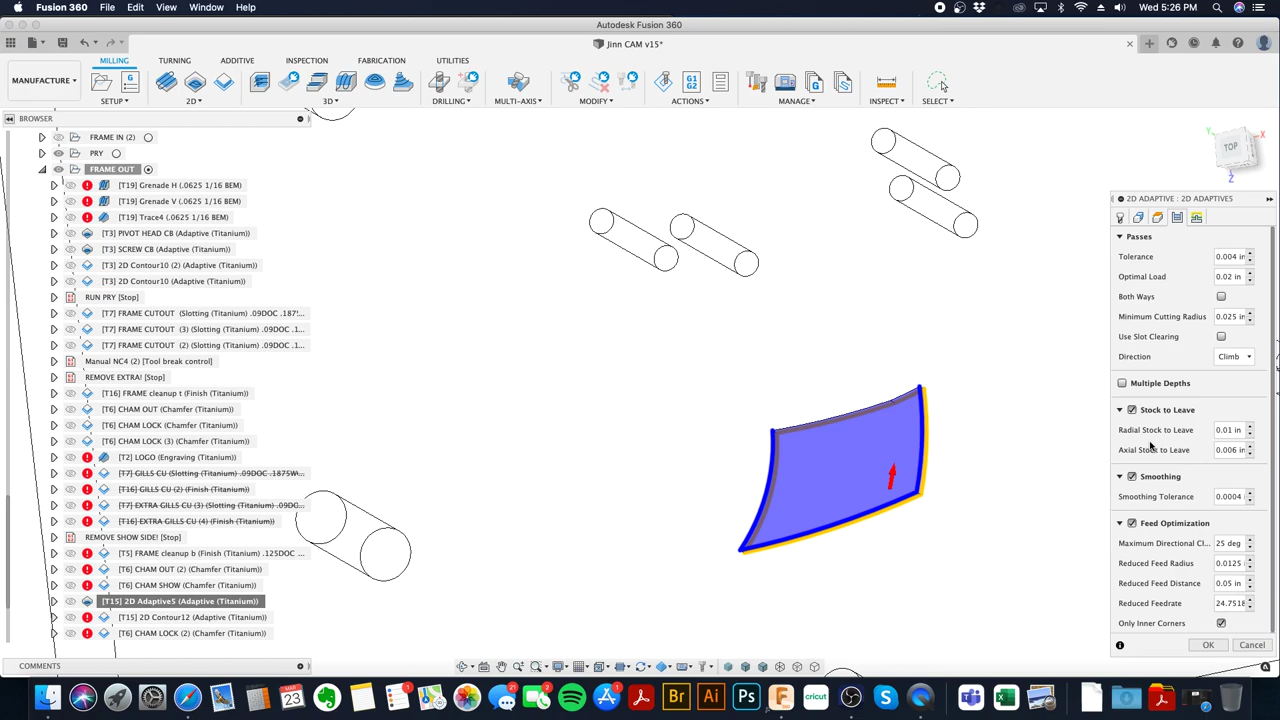 Fusion 360 File Edit View Window Help Wed 5:26 PM
Autodesk Fusion 360
Jinn CAM v15*
MILLING TURNING ADDITIVE INSPECTION FABRICATION UTILITIES
MANUFACTURE
G1 G2
SETUP 2D 3D DRILLING MULTI-AXIS MODIFY ACTIONS MANAGE INSPECT SELECT
BROWSER
FRAME IN (2)
PRY
FRAME OUT
[T19] Grenade H (.0625 1/16 BEM)
[T19] Grenade V (.0625 1/16 BEM)
[T19] Trace4 (.0625 1/16 BEM)
[T3] PIVOT HEAD CB (Adaptive (Titanium))
[T3] SCREW CB (Adaptive (Titanium))
[T3] 2D Contour10 (2) (Adaptive (Titanium))
[T3] 2D Contour10 (Adaptive (Titanium))
RUN PRY [Stop]
[T7] FRAME CUTOUT (Slotting (Titanium) .09DOC .187'...
[T7] FRAME CUTOUT (3) (Slotting (Titanium) .09DOC .1...
[T7] FRAME CUTOUT (2) (Slotting (Titanium) .09DOC .1...
Manual NC4 (2) [Tool break control]
REMOVE EXTRA! [Stop]
[T16] FRAME cleanup t (Finish (Titanium))
[T6] CHAM OUT (Chamfer (Titanium))
[T6] CHAM LOCK (Chamfer (Titanium))
[T6] CHAM LOCK (3) (Chamfer (Titanium))
[T2] LOGO (Engraving (Titanium))
[T7] GILLS CU (Slotting (Titanium) .09DOC .1875W...
[T16] GILLS CU (2) (Finish (Titanium))
[T7] EXTRA GILLS CU (3) (Slotting (Titanium) .09D...
[T16] EXTRA GILLS CU (4) (Finish (Titanium))
REMOVE SHOW SIDE! [Stop]
[T5] FRAME cleanup b (Finish (Titanium) .125DOC ...
[T6] CHAM OUT (2) (Chamfer (Titanium))
[T6] CHAM SHOW (Chamfer (Titanium))
[T15] 2D Adaptive5 (Adaptive (Titanium))
[T15] 2D Contour12 (Adaptive (Titanium))
[T6] CHAM LOCK (2) (Chamfer (Titanium))
COMMENTS
Y X
TOP
Z
2D ADAPTIVE : 2D ADAPTIVE5
Passes
Tolerance 0.004 in
Optimal Load 0.02 in
Both Ways
Minimum Cutting Radius 0.025 in
Use Slot Clearing
Direction Climb
Multiple Depths
Stock to Leave
Radial Stock to Leave 0.01 in
Axial Stock to Leave 0.006 in
Smoothing
Smoothing Tolerance 0.0004
Feed Optimization
Maximum Directional Cl... 25 deg
Reduced Feed Radius 0.0125
Reduced Feed Distance 0.05 in
Reduced Feedrate 24.7518
Only Inner Corners
OK Cancel
MAR
23
1
21
2
Br Ai Ps cricut